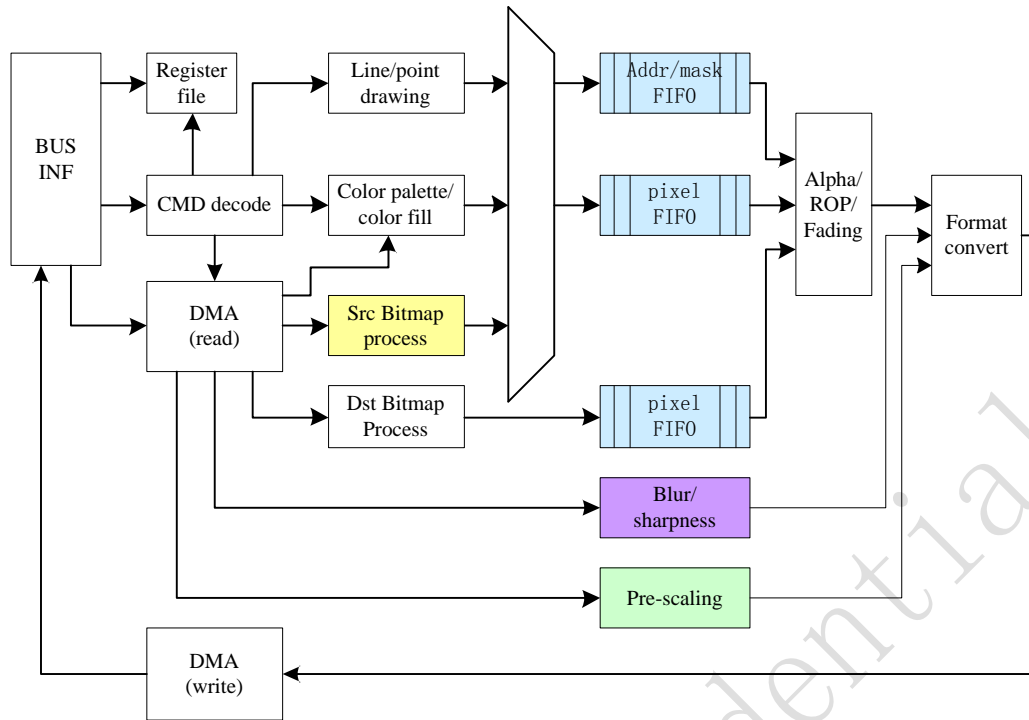 Register
file
Line/point
drawing
Addr/mask
FIFO
BUS
INF
CMD decode
Color palette/
color fill
pixel
FIFO
Alpha/
ROP/
Fading
Format
convert
DMA
(read)
Src Bitmap
process
Dst Bitmap
Process
pixel
FIFO
Blur/
sharpness
Pre-scaling
DMA
(write)
dential